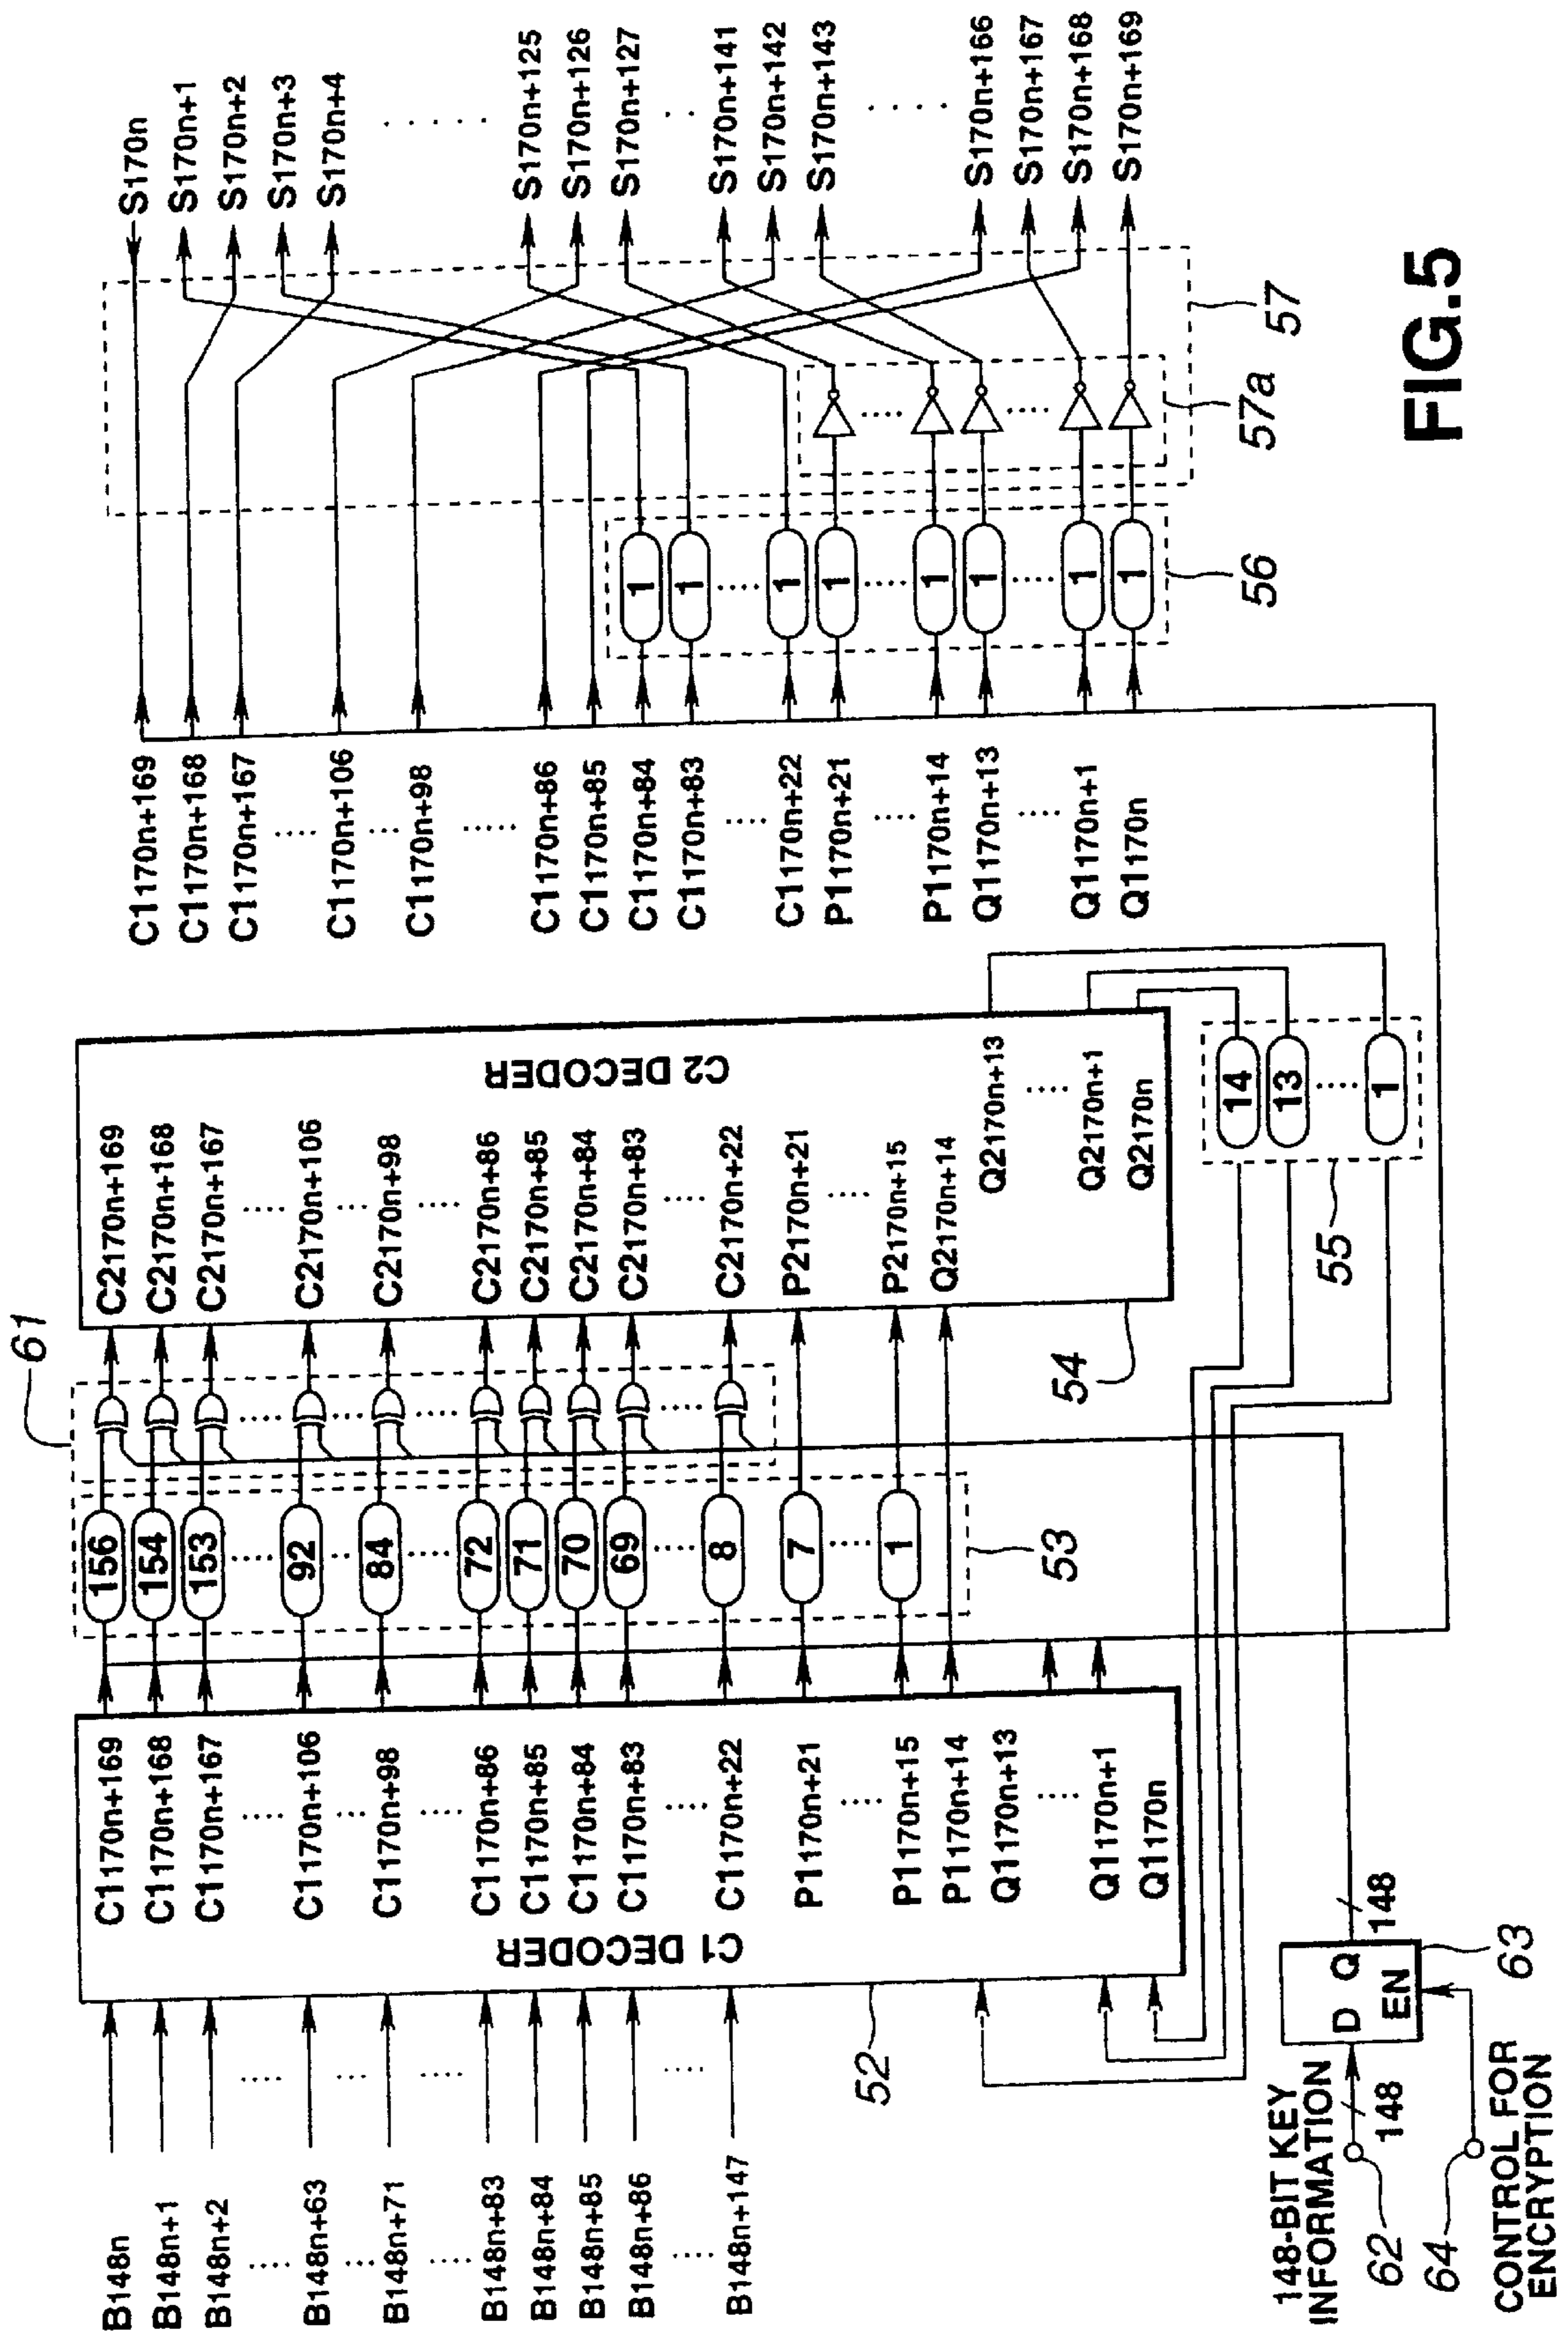 B148n
B148n+1
B148n+2
B148n+63
B148n+71
B148n+83
B148n+84
B148n+85
B148n+86
B148n+147
C1 DECODER
52
C1170n+169
C1170n+168
C1170n+167
C1170n+106
C1170n+98
C1170n+86
C1170n+85
C1170n+84
C1170n+83
C1170n+22
P1170n+21
P1170n+15
P1170n+14
Q1170n+13
Q1170n+1
Q1170n
156
154
153
92
84
72
71
70
69
8
7
1
53
61
C2170n+169
C2170n+168
C2170n+167
C2170n+106
C2170n+98
C2170n+86
C2170n+85
C2170n+84
C2170n+83
C2170n+22
P2170n+21
P2170n+15
Q2170n+14
Q2170n+13
Q2170n+1
Q2170n
C2 DECODER
54
14
13
1
55
148-BIT KEY
INFORMATION
62
148
D Q
EN
148
63
64
CONTROL FOR
ENCRYPTION
C1170n+169
C1170n+168
C1170n+167
C1170n+106
C1170n+98
C1170n+86
C1170n+85
C1170n+84
C1170n+83
C1170n+22
P1170n+21
P1170n+14
Q1170n+13
Q1170n+1
Q1170n
1
1
1
1
1
1
1
1
56
57a
57
S170n
S170n+1
S170n+2
S170n+3
S170n+4
S170n+125
S170n+126
S170n+127
S170n+141
S170n+142
S170n+143
S170n+166
S170n+167
S170n+168
S170n+169
FIG.5